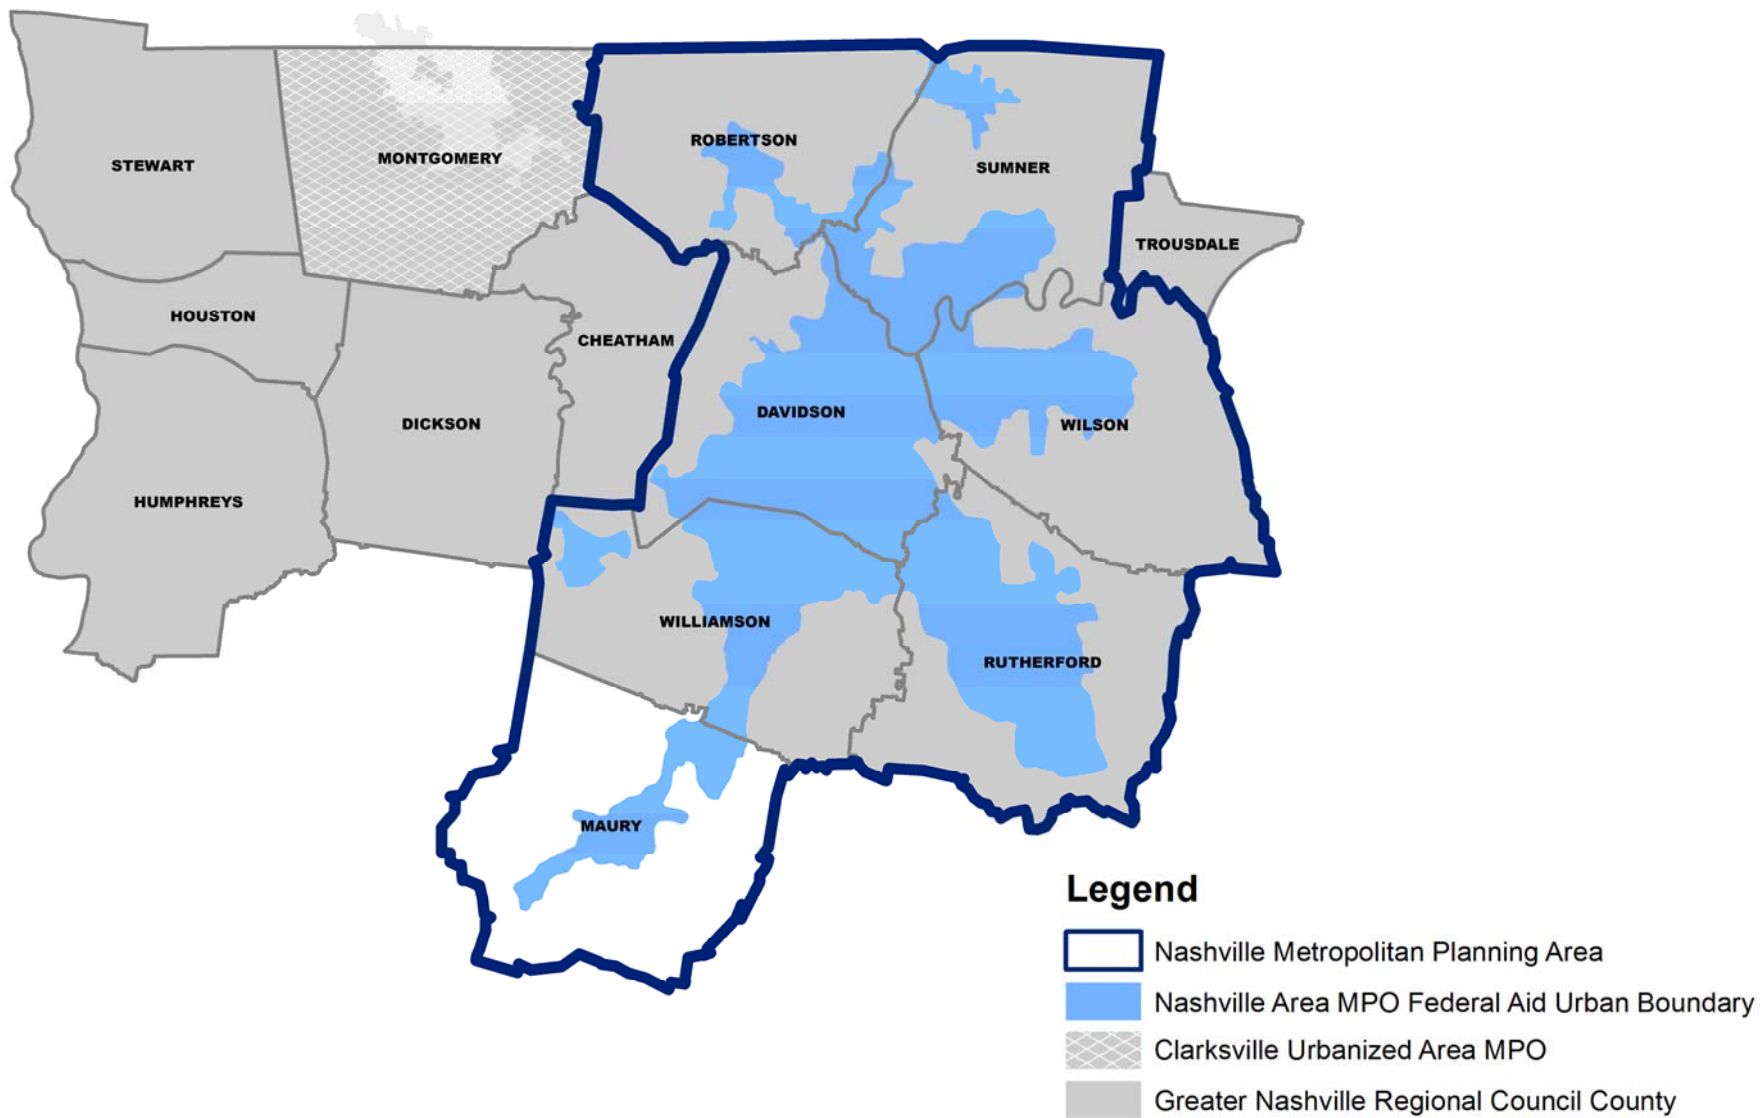 ROBERTSON
STEWART
MONTGOMERY
SUMNER
TROUSDALE
HOUSTON
CHEATHAM
DAVIDSON
DICKSON
WILSON
HUMPHREYS
WILLIAMSON
RUTHERFORD
MAURY
Legend
Nashville Metropolitan Planning Area
Nashville Area MPO Federal Aid Urban Boundary
Clarksville Urbanized Area MPO
Greater Nashville Regional Council County